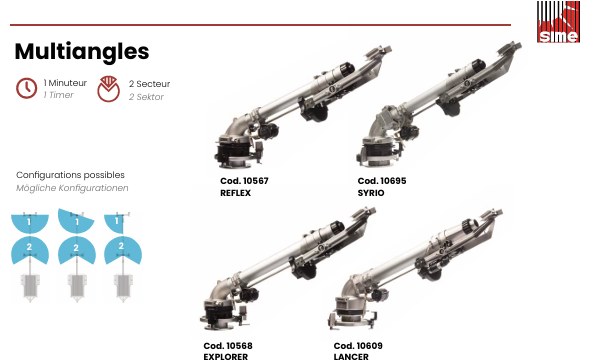 sime
Multiangles
1 Minuteur
1 Timer
2 Secteur
2 Sektor
Cod. 10567
REFLEX
Cod. 10695
SYRIO
Configurations possibles
Mögliche Konfigurationen
1
1
1
2
2
2
Cod. 10568
EXPLORER
Cod. 10609
LANCER